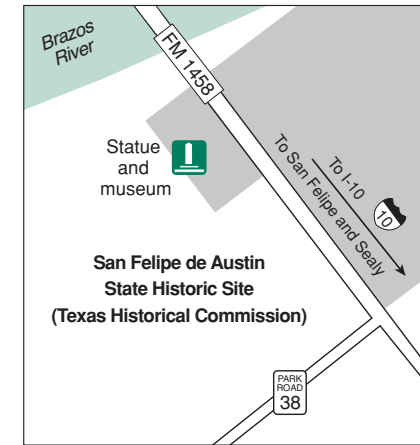 Brazos
River
FM 1458
Statue
and
museum
To I-10
10
To San Felipe and Sealy
San Felipe de Austin
State Historic Site
(Texas Historical Commission)
PARK
ROAD
38